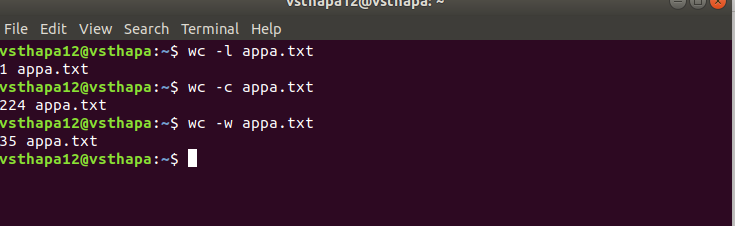 vsthapa12@vsthapa: ~
File Edit View Search Terminal Help
vsthapa12@vsthapa:~$ wc -l appa.txt
1 appa.txt
vsthapa12@vsthapa:~$ wc -c appa.txt
224 appa.txt
vsthapa12@vsthapa:~$ wc -w appa.txt
35 appa.txt
vsthapa12@vsthapa:~$